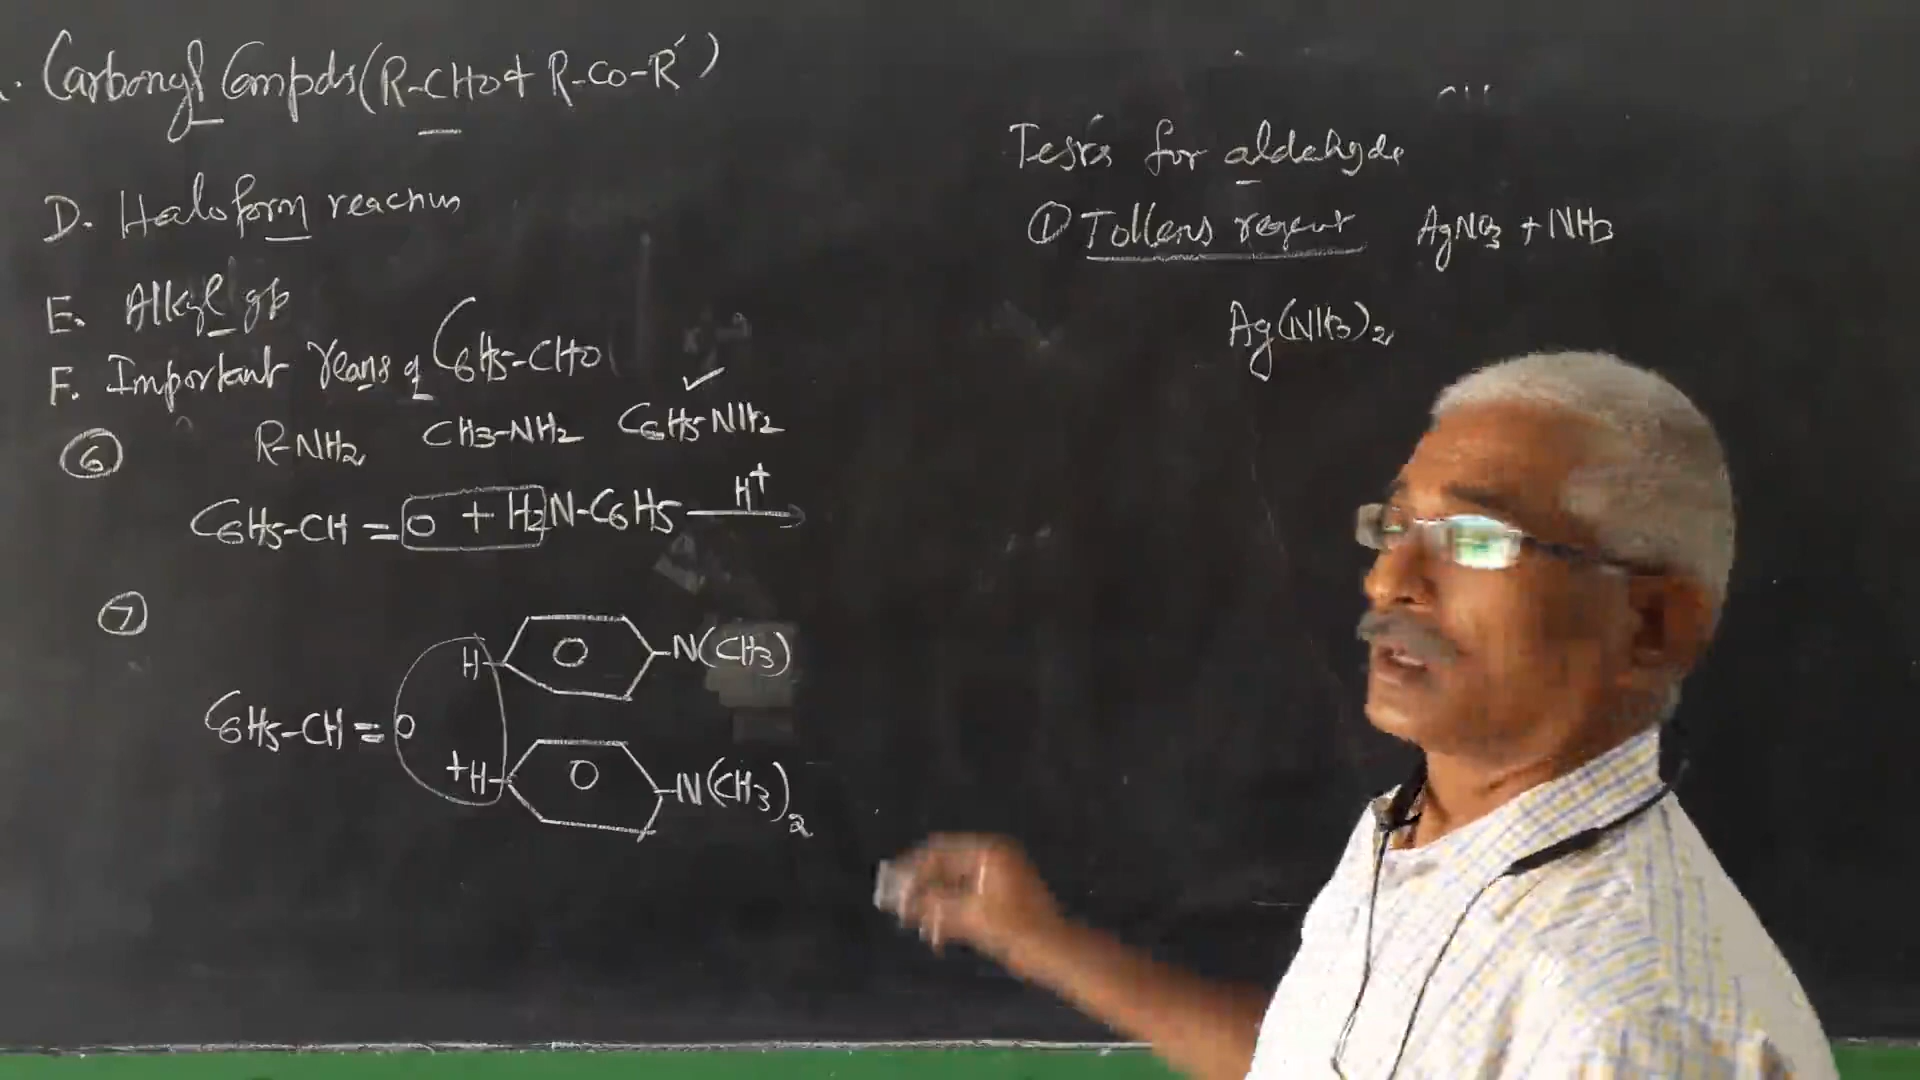 Carbonyl Compds (R-CHO & R-CO-R')
D. Haloform reaction
E. Alkyl gp
F. Important reans of C6H5-CHO
R-NH2 CH3-NH2 C6H5NH2 ✓
⑥ C6H5-CH=O + H2N-C6H5 H+ →
⑦
H- O -N(CH3)
C6H5-CH=O
+H- O -N(CH3)2
Tests for aldehyde
① Tollens regent AgNO3 + NH3
Ag(NH3)2